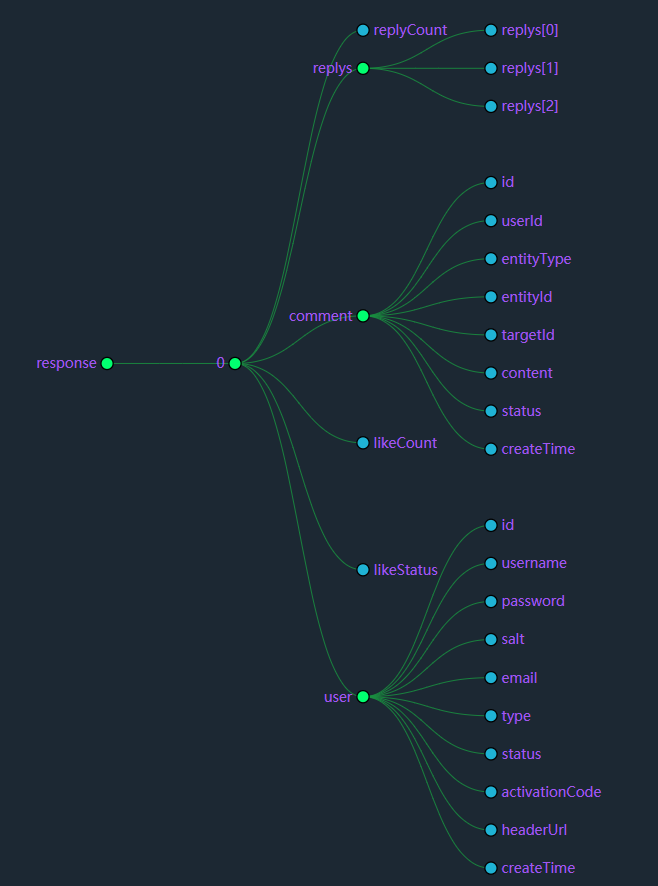 response
0
replyCount
replys
replys[0]
replys[1]
replys[2]
comment
id
userId
entityType
entityId
targetId
content
status
createTime
likeCount
likeStatus
user
id
username
password
salt
email
type
status
activationCode
headerUrl
createTime